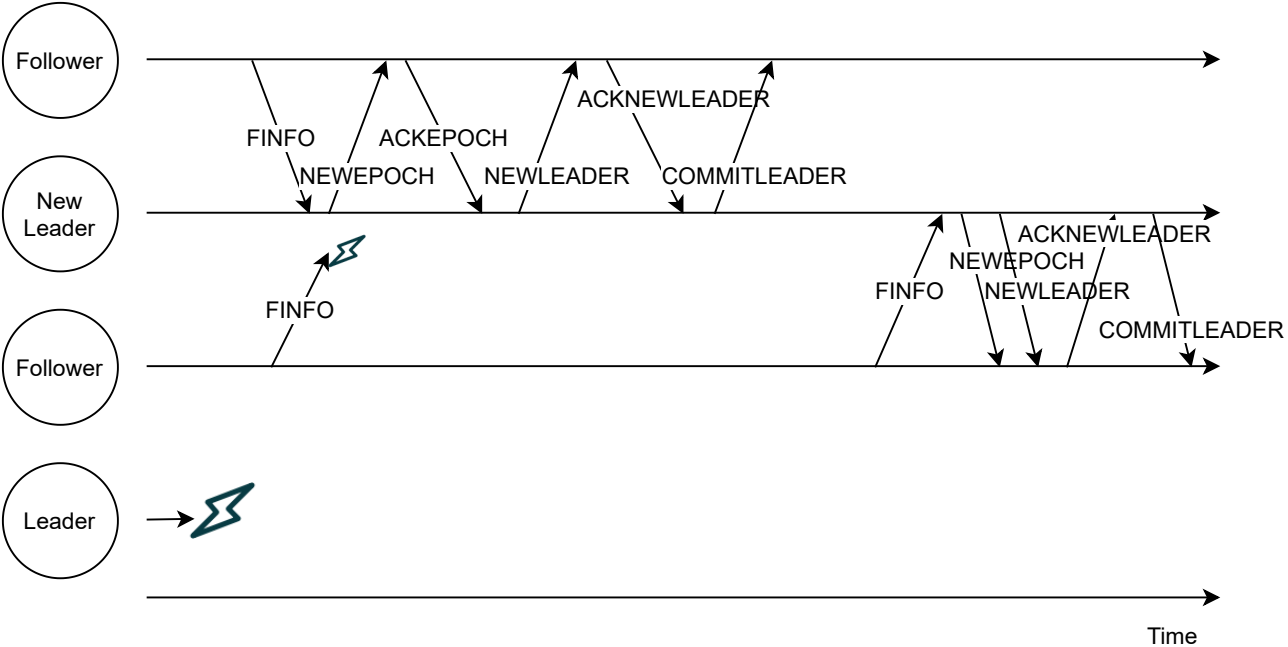 Follower
ACKNEWLEADER
FINFO
ACKEPOCH
NEWEPOCH
NEWLEADER
COMMITLEADER
New
Leader
ACKNEWLEADER
NEWEPOCH
FINFO
NEWLEADER
FINFO
COMMITLEADER
Follower
Leader
Time